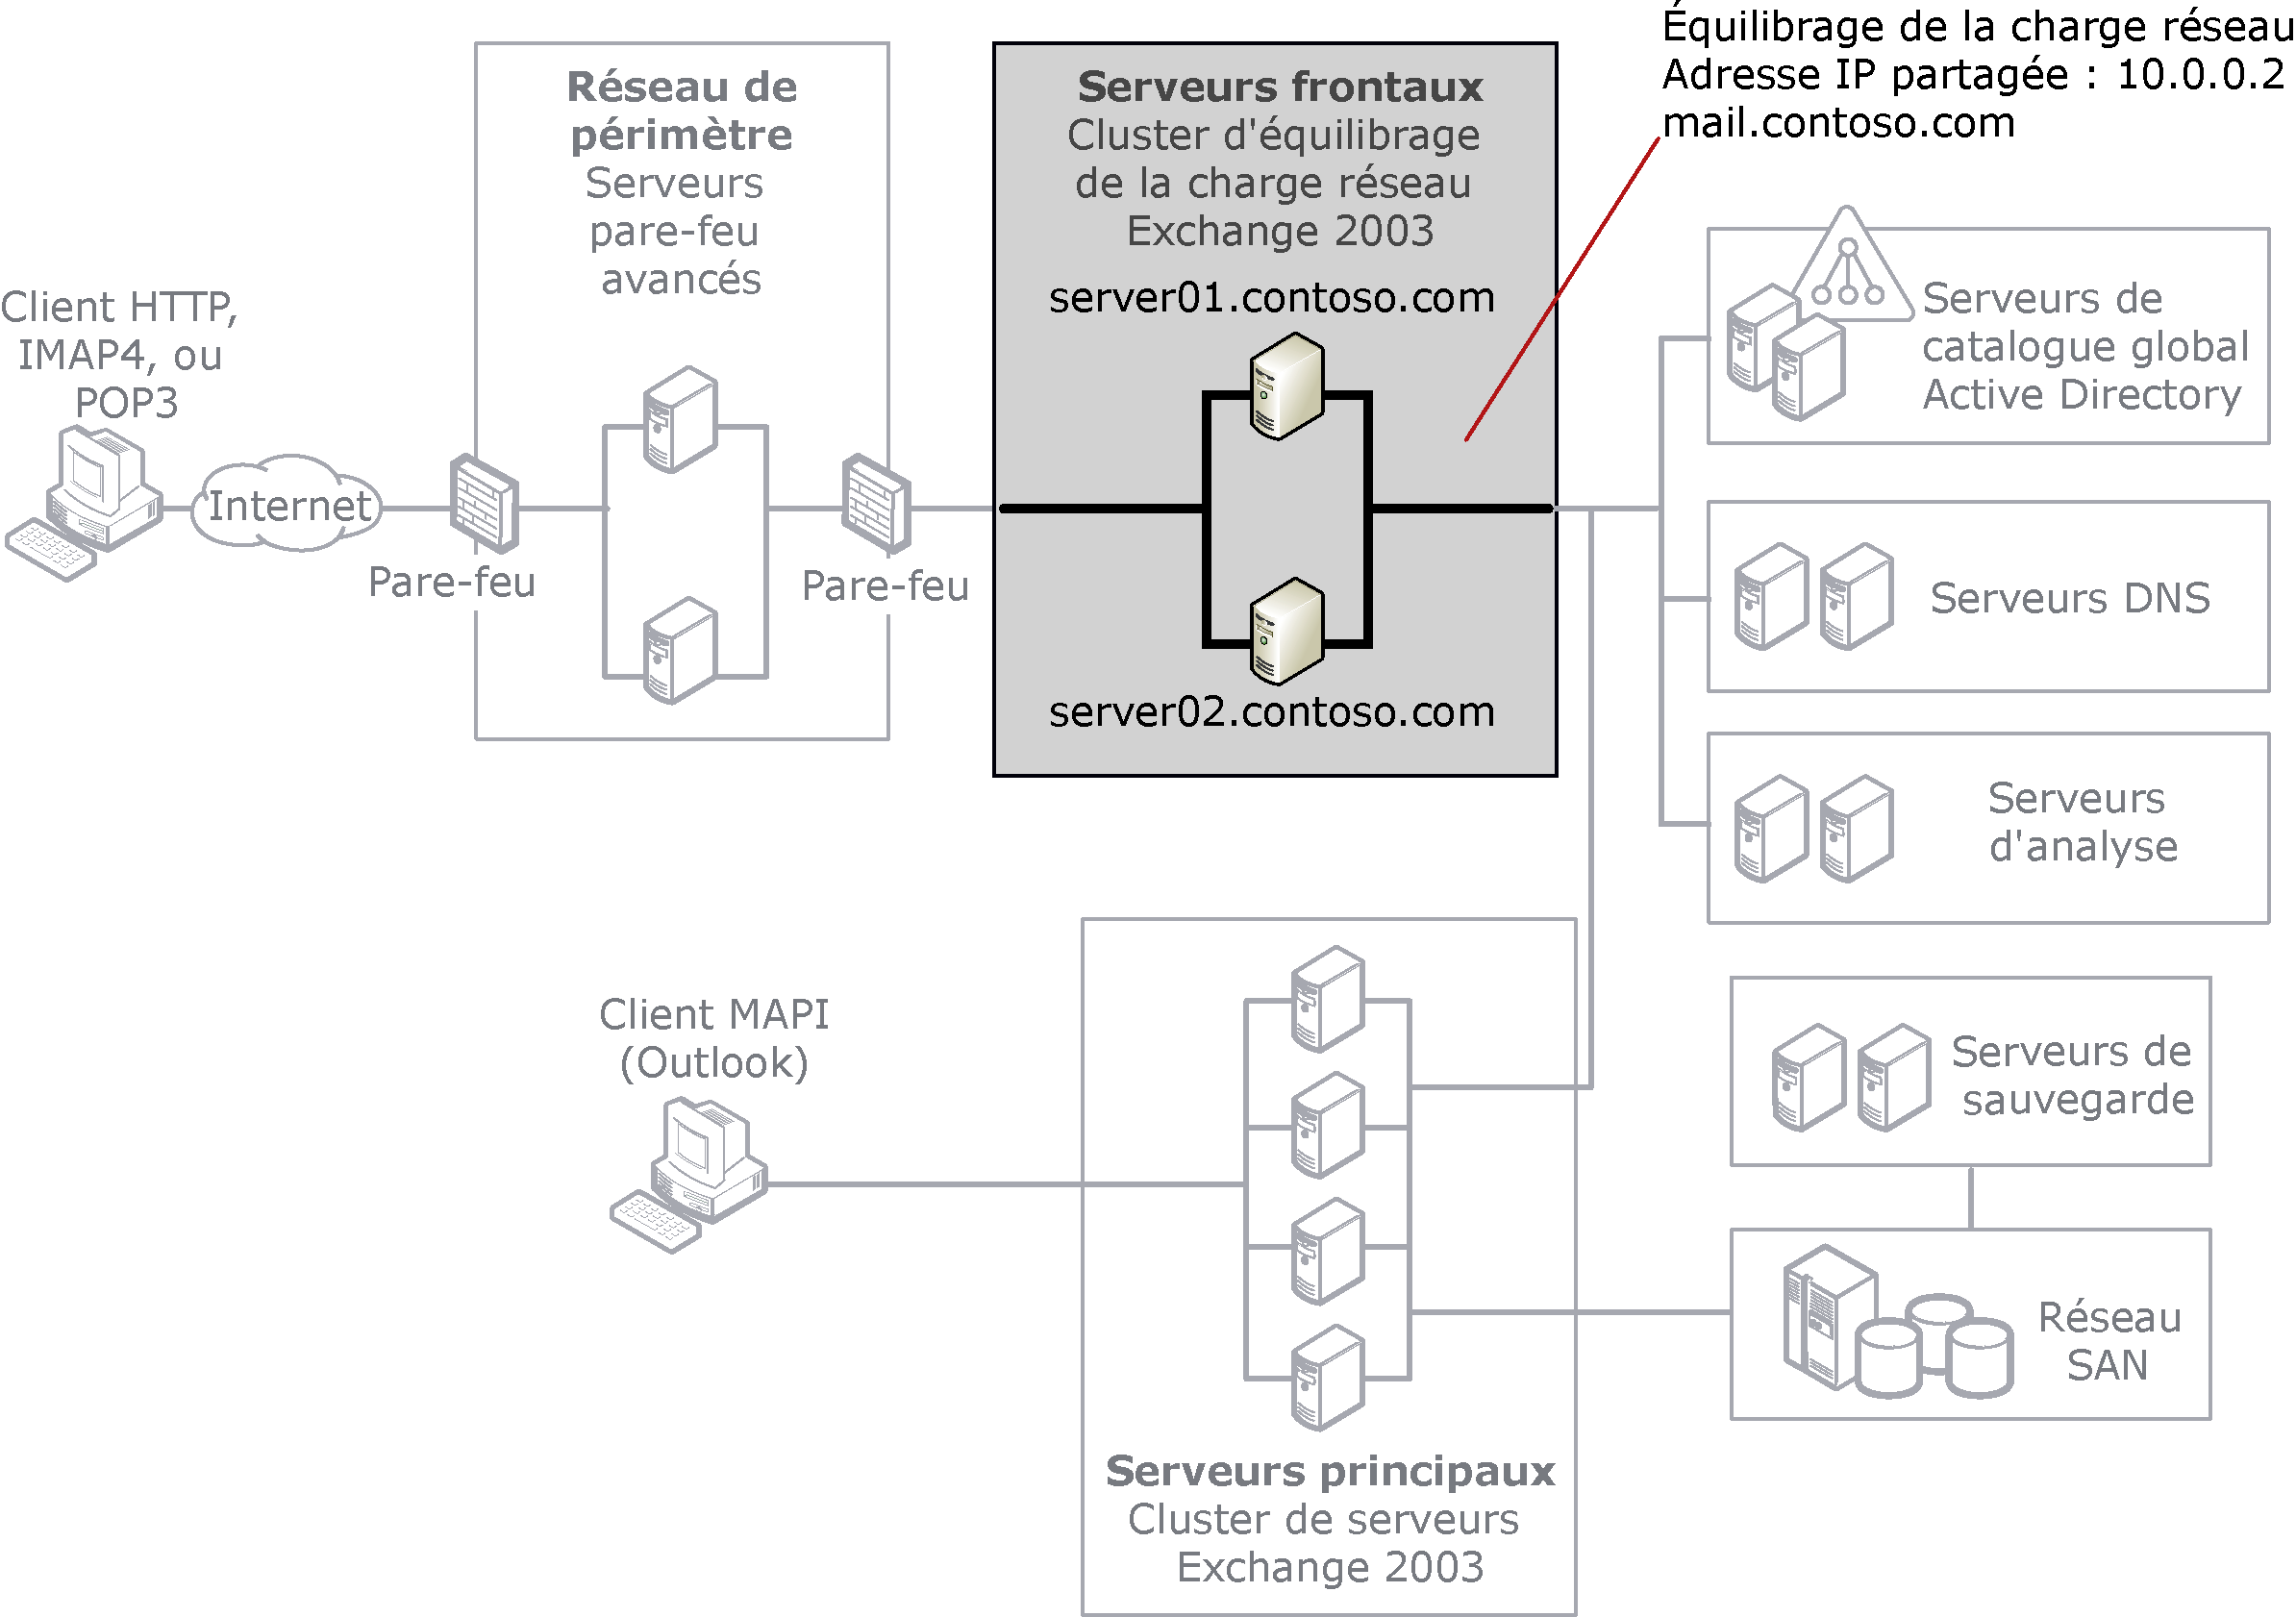 Équilibrage de la charge réseau
Adresse IP partagée : 10.0.0.2
mail.contoso.com
Réseau de
périmètre
Serveurs
pare-feu
avancés
Serveurs frontaux
Cluster d'équilibrage
de la charge réseau
Exchange 2003
server01.contoso.com
server02.contoso.com
Client HTTP,
IMAP4, ou
POP3
Internet
Pare-feu
Pare-feu
Serveurs de
catalogue global
Active Directory
Serveurs DNS
Serveurs
d'analyse
Client MAPI
(Outlook)
Serveurs de
sauvegarde
Réseau
SAN
Serveurs principaux
Cluster de serveurs
Exchange 2003